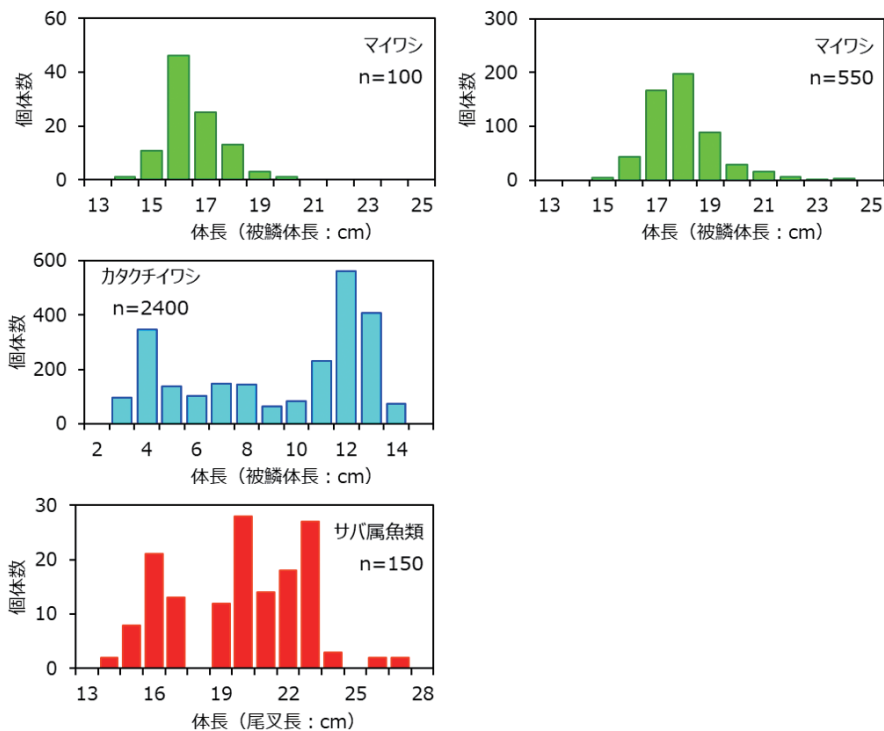 個体数
60
40
20
0
マイワシ
n=100
13 15 17 19 21 23 25
体長（被鱗体長：cm）
個体数
300
200
100
0
マイワシ
n=550
13 15 17 19 21 23 25
体長（被鱗体長：cm）
個体数
600
400
200
0
カタクチイワシ
n=2400
2 4 6 8 10 12 14
体長（被鱗体長：cm）
個体数
30
20
10
0
サバ属魚類
n=150
13 16 19 22 25 28
体長（尾叉長：cm）